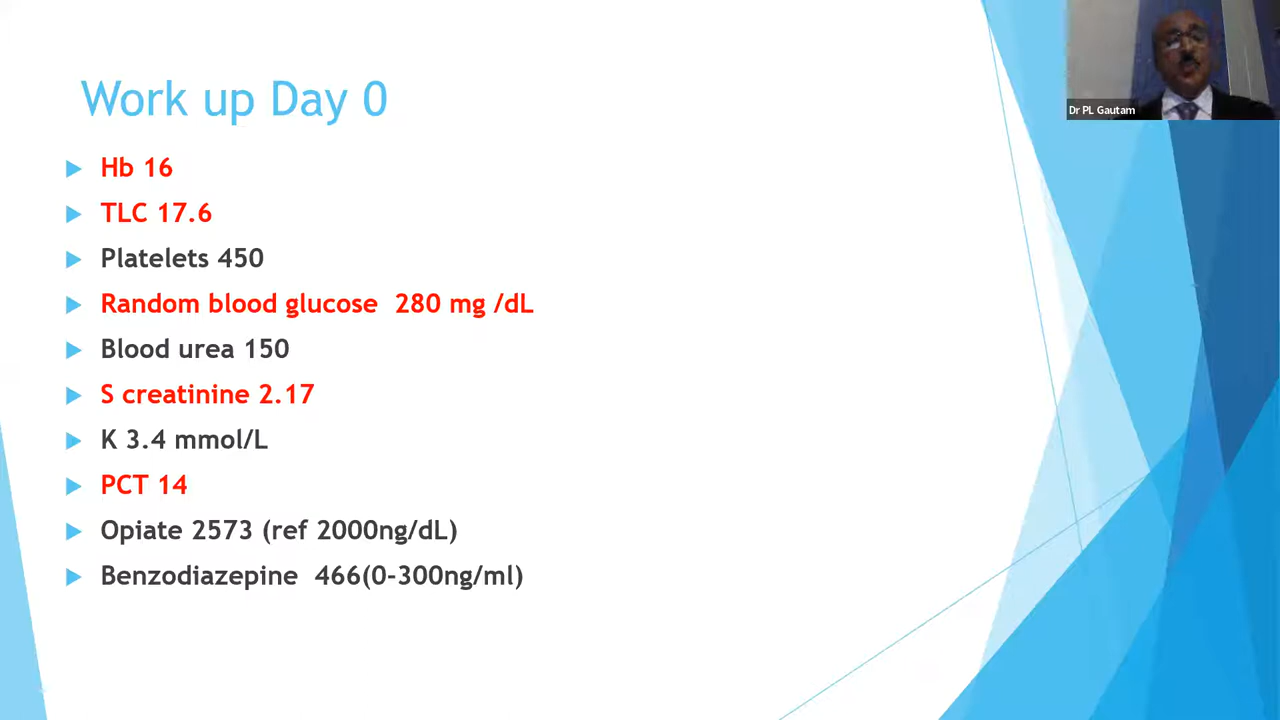 Work up Day 0
Dr PL Gautam
Hb 16
TLC 17.6
Platelets 450
Random blood glucose 280 mg /dL
Blood urea 150
S creatinine 2.17
K 3.4 mmol/L
PCT 14
Opiate 2573 (ref 2000ng/dL)
Benzodiazepine 466(0-300ng/ml)